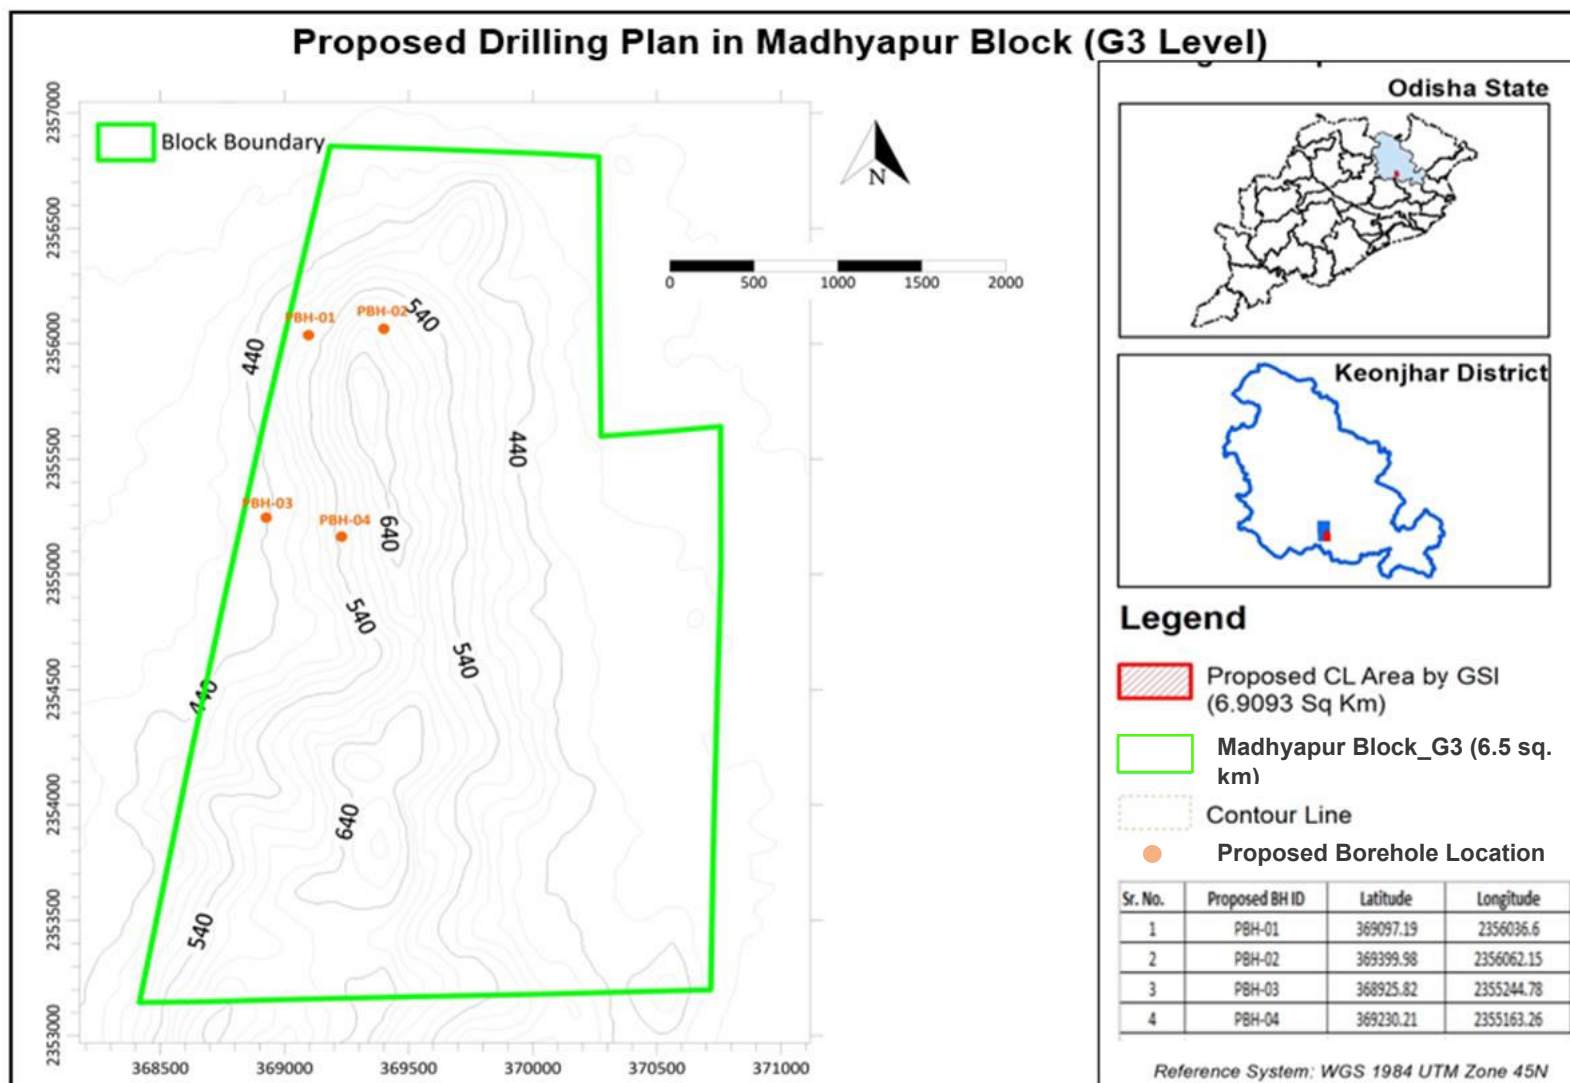 Proposed Drilling Plan in Madhyapur Block (G3 Level)
Block Boundary
N
0 500 1000 1500 2000
2357000
2356500
2356000
2355500
2355000
2354500
2354000
2353500
2353000
368500 369000 369500 370000 370500 371000
PBH-01
PBH-02
540
440
440
PBH-03
PBH-04
640
540
540
440
640
540
Odisha State
Keonjhar District
Legend
Proposed CL Area by GSI
(6.9093 Sq Km)
Madhyapur Block_G3 (6.5 sq.
km)
Contour Line
Proposed Borehole Location
Sr. No. Proposed BH ID Latitude Longitude
1 PBH-01 369097.19 2356036.6
2 PBH-02 369399.98 2356062.15
3 PBH-03 368925.82 2355244.78
4 PBH-04 369230.21 2355163.26
Reference System: WGS 1984 UTM Zone 45N